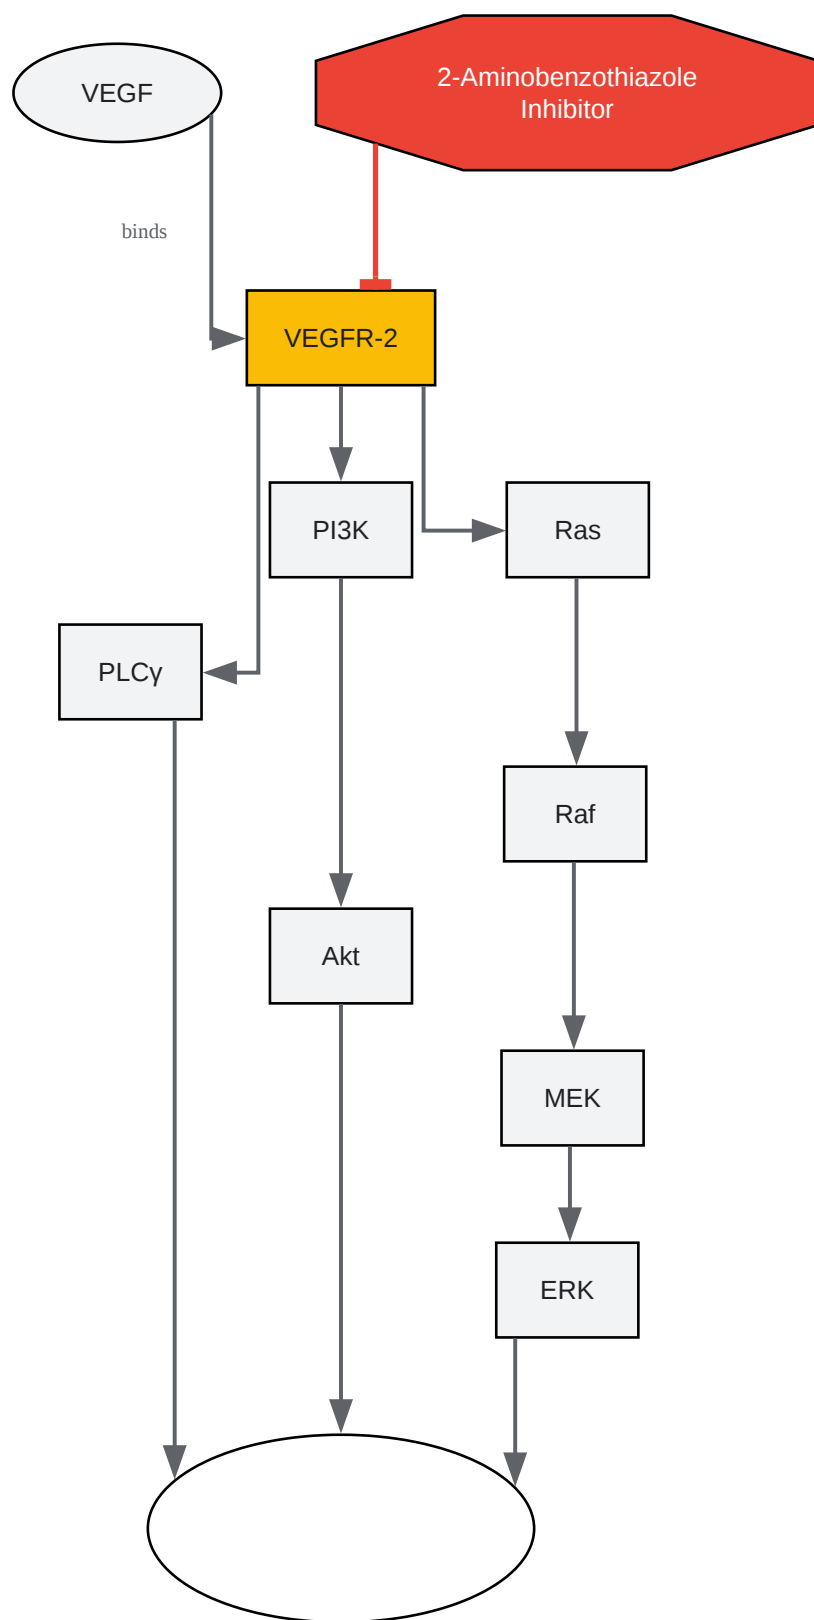 VEGF
2-Aminobenzothiazole
Inhibitor
binds
VEGFR-2
PI3K
Ras
PLCγ
Raf
Akt
MEK
ERK